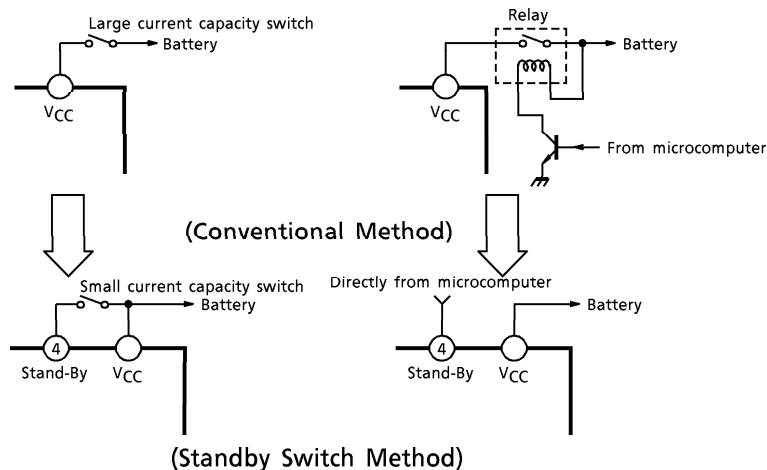 Large current capacity switch
Battery
VCC
Relay
Battery
VCC
From microcomputer
(Conventional Method)
Small current capacity switch
Battery
4
Stand-By
VCC
Directly from microcomputer
Battery
4
Stand-By
VCC
(Standby Switch Method)